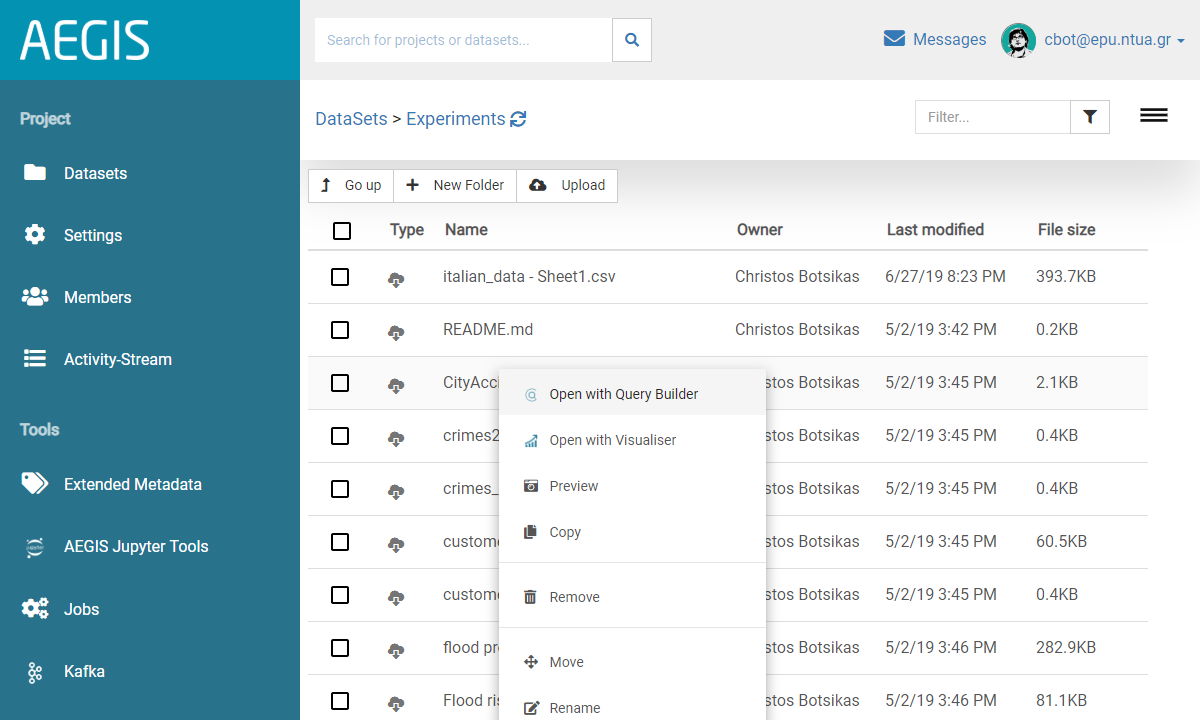 AEGIS
Search for projects or datasets...
Messages
cbot@epu.ntua.gr
Project
Datasets
Settings
Members
Activity-Stream
Tools
Extended Metadata
AEGIS Jupyter Tools
Jobs
Kafka
DataSets > Experiments
Filter...
Go up
New Folder
Upload
Type Name Owner Last modified File size
italian_data - Sheet1.csv Christos Botsikas 6/27/19 8:23 PM 393.7KB
README.md Christos Botsikas 5/2/19 3:42 PM 0.2KB
CityAcci stos Botsikas 5/2/19 3:45 PM 2.1KB
crimes2 stos Botsikas 5/2/19 3:45 PM 0.4KB
crimes_ stos Botsikas 5/2/19 3:45 PM 0.4KB
custome stos Botsikas 5/2/19 3:45 PM 60.5KB
custome stos Botsikas 5/2/19 3:45 PM 0.4KB
flood pr stos Botsikas 5/2/19 3:46 PM 282.9KB
Flood ris stos Botsikas 5/2/19 3:46 PM 81.1KB
Open with Query Builder
Open with Visualiser
Preview
Copy
Remove
Move
Rename